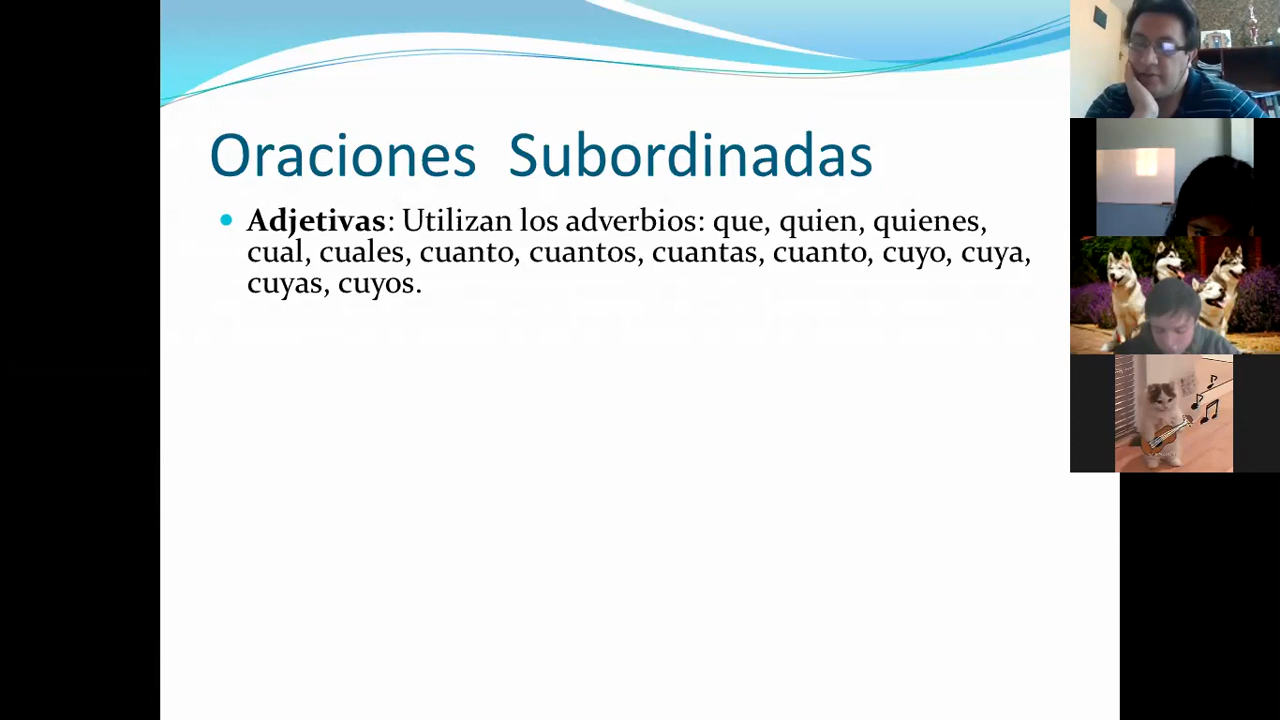 Oraciones Subordinadas
Adjetivas: Utilizan los adverbios: que, quien, quienes,
cual, cuales, cuanto, cuantos, cuantas, cuanto, cuyo, cuya,
cuyas, cuyos.